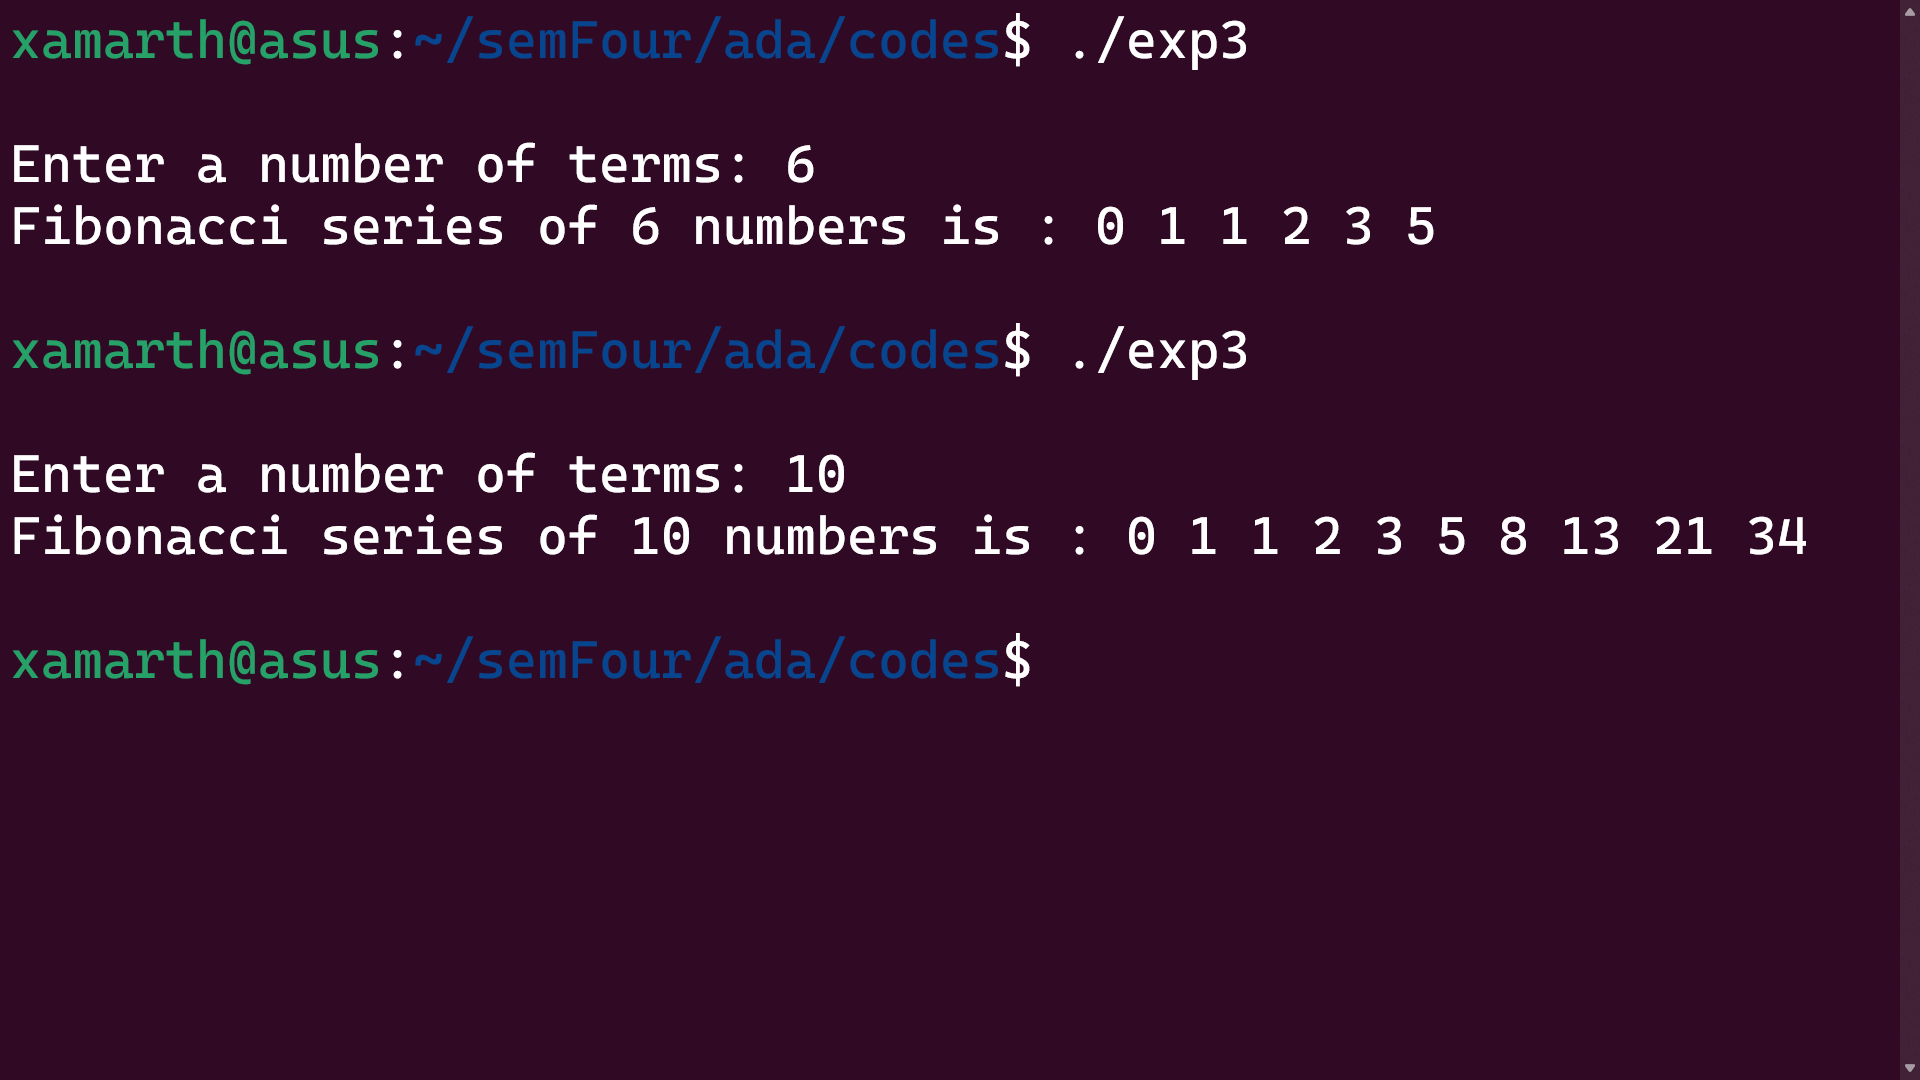 xamarth@asus:~/semFour/ada/codes$ ./exp3
Enter a number of terms: 6
Fibonacci series of 6 numbers is : 0 1 1 2 3 5
xamarth@asus:~/semFour/ada/codes$ ./exp3
Enter a number of terms: 10
Fibonacci series of 10 numbers is : 0 1 1 2 3 5 8 13 21 34
xamarth@asus:~/semFour/ada/codes$